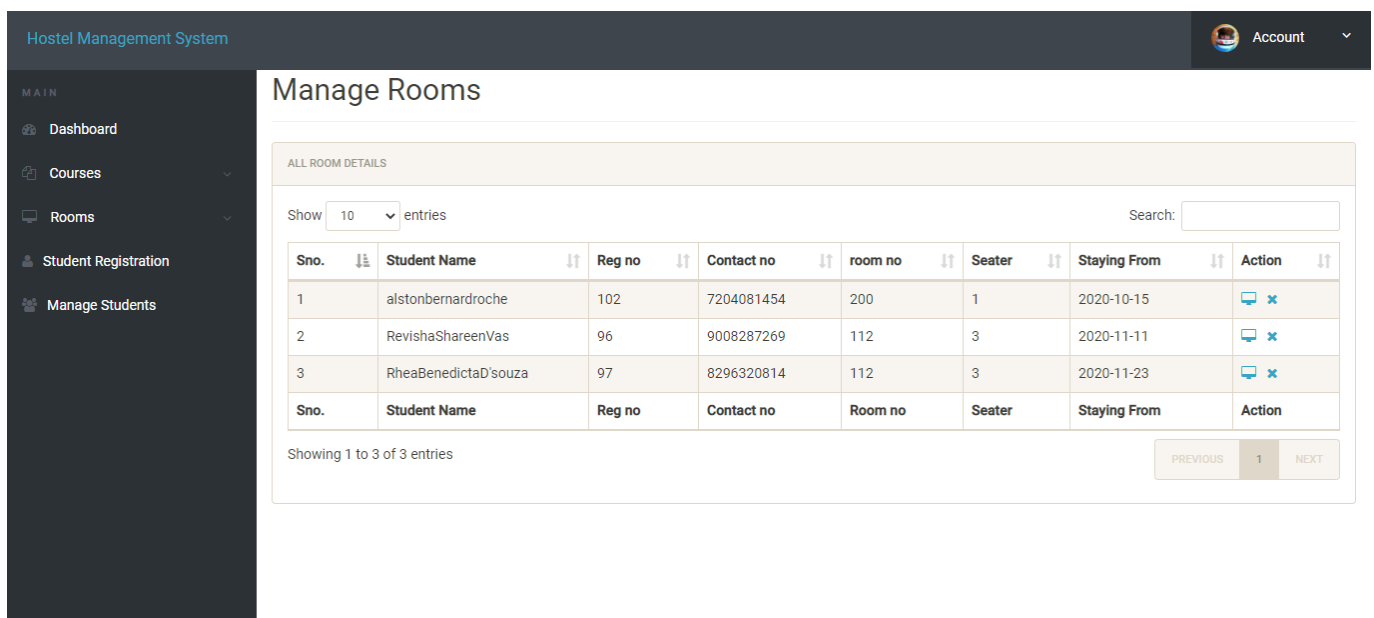 Hostel Management System
Account
MAIN
Dashboard
Courses
Rooms
Student Registration
Manage Students
Manage Rooms
ALL ROOM DETAILS
Show 10 entries
Search:
Sno. Student Name Reg no Contact no room no Seater Staying From Action
1 alstonbernardroche 102 7204081454 200 1 2020-10-15
2 RevishaShareenVas 96 9008287269 112 3 2020-11-11
3 RheaBenedictaD'souza 97 8296320814 112 3 2020-11-23
Sno. Student Name Reg no Contact no Room no Seater Staying From Action
Showing 1 to 3 of 3 entries
PREVIOUS 1 NEXT